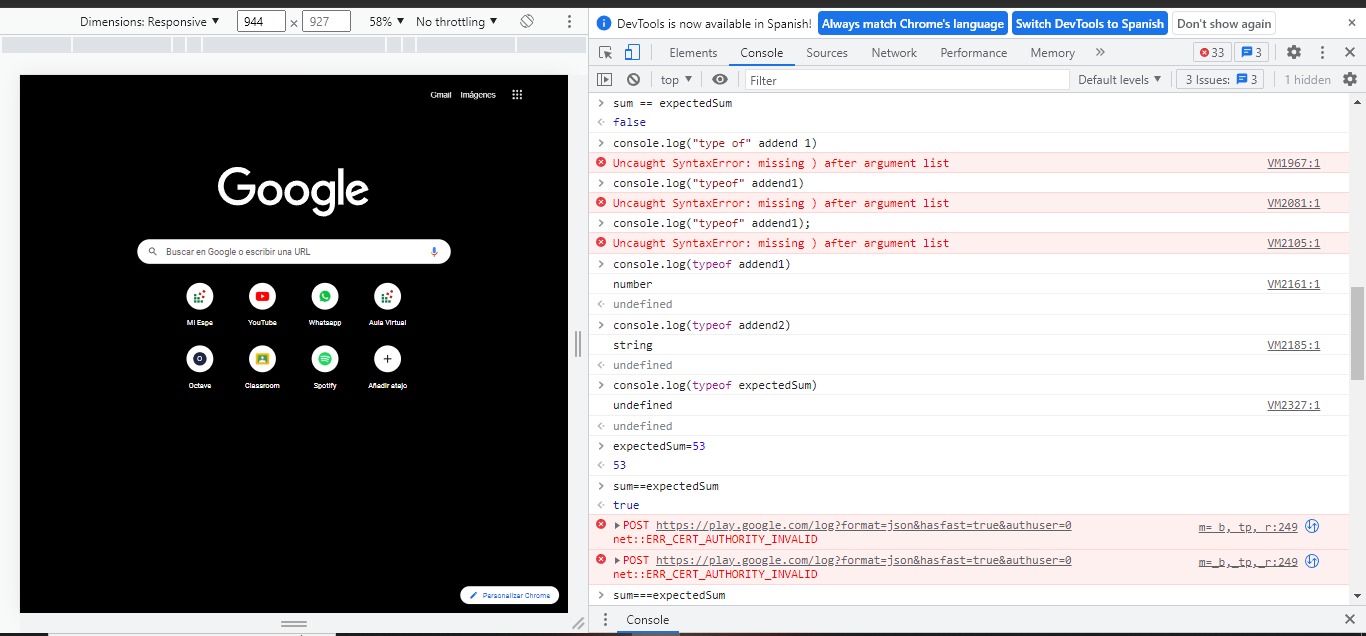 Dimensions: Responsive ▼ 944 × 927 58% ▼ No throttling ▼
Gmail Imágenes
Google
Buscar en Google o escribir una URL
Mi Espe YouTube Whatsapp Aula Virtual
Octave Classroom Spotify Añadir atajo
Personalizar Chrome
DevTools is now available in Spanish! Always match Chrome's language Switch DevTools to Spanish Don't show again
Elements Console Sources Network Performance Memory » 33 3
top ▼ Filter Default levels ▼ 3 Issues: 3 1 hidden
> sum == expectedSum
false
> console.log("type of" addend 1)
Uncaught SyntaxError: missing ) after argument list VM1967:1
> console.log("typeof" addend1)
Uncaught SyntaxError: missing ) after argument list VM2081:1
> console.log("typeof" addend1);
Uncaught SyntaxError: missing ) after argument list VM2105:1
> console.log(typeof addend1)
number VM2161:1
undefined
> console.log(typeof addend2)
string VM2185:1
undefined
> console.log(typeof expectedSum)
undefined VM2327:1
undefined
> expectedSum=53
53
> sum==expectedSum
true
▶POST https://play.google.com/log?format=json&hasfast=true&authuser=0 m=_b,_tp,_r:249
net::ERR_CERT_AUTHORITY_INVALID
▶POST https://play.google.com/log?format=json&hasfast=true&authuser=0 m=_b,_tp,_r:249
net::ERR_CERT_AUTHORITY_INVALID
> sum===expectedSum
Console